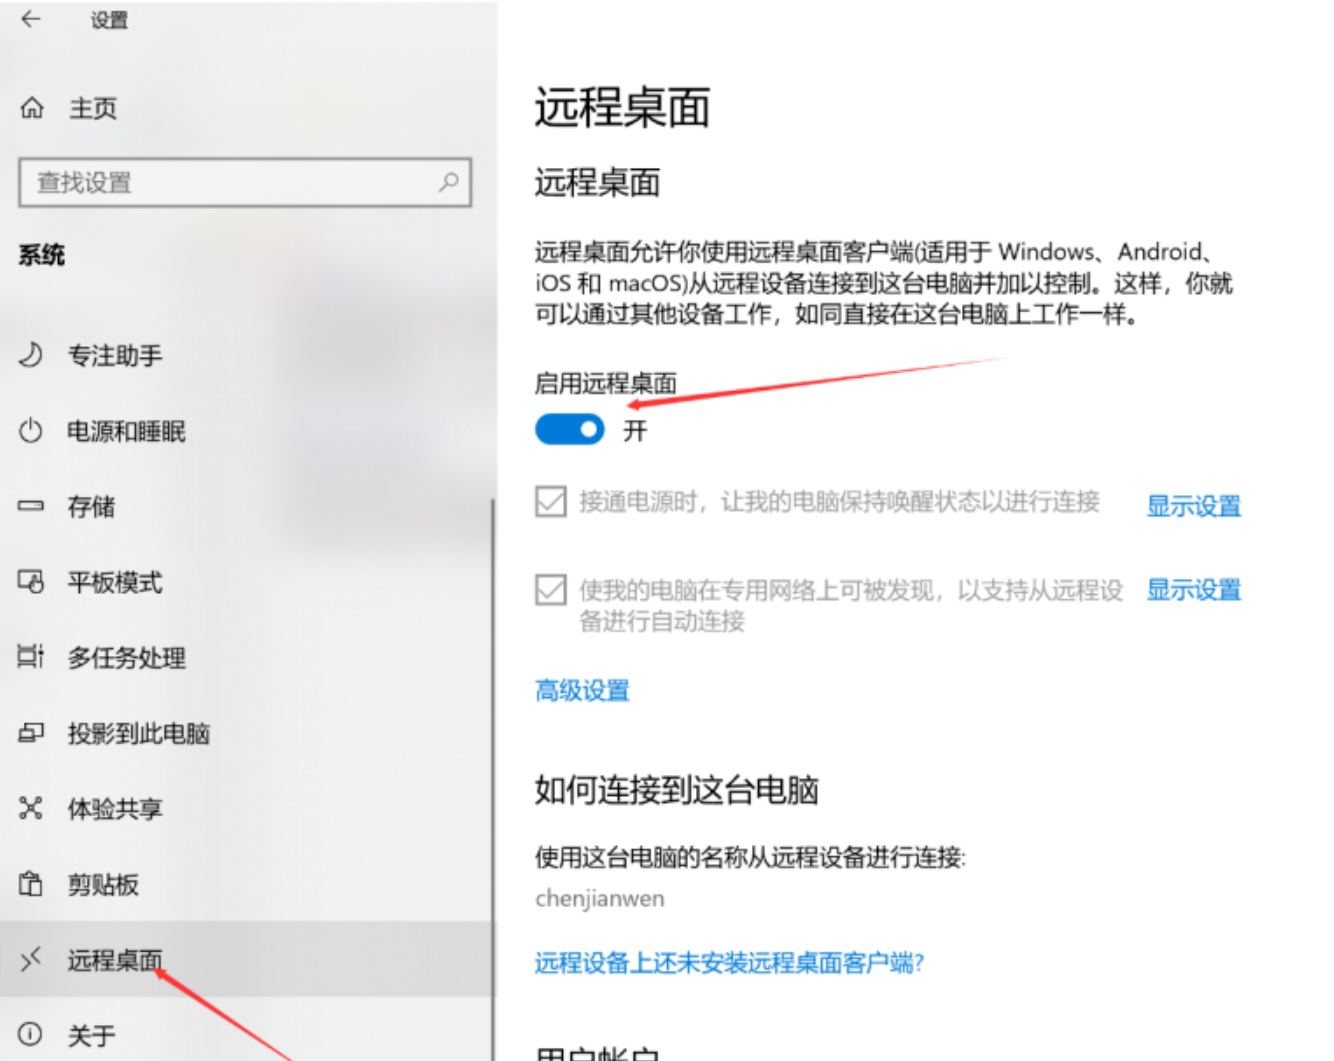 设置
主页
查找设置
系统
专注助手
电源和睡眠
存储
平板模式
多任务处理
投影到此电脑
体验共享
剪贴板
远程桌面
关于
远程桌面
远程桌面
远程桌面允许你使用远程桌面客户端(适用于 Windows、Android、
iOS 和 macOS)从远程设备连接到这台电脑并加以控制。这样，你就
可以通过其他设备工作，如同直接在这台电脑上工作一样。
启用远程桌面
开
接通电源时，让我的电脑保持唤醒状态以进行连接
显示设置
使我的电脑在专用网络上可被发现，以支持从远程设
备进行自动连接
显示设置
高级设置
如何连接到这台电脑
使用这台电脑的名称从远程设备进行连接:
chenjianwen
远程设备上还未安装远程桌面客户端?
用户帐户